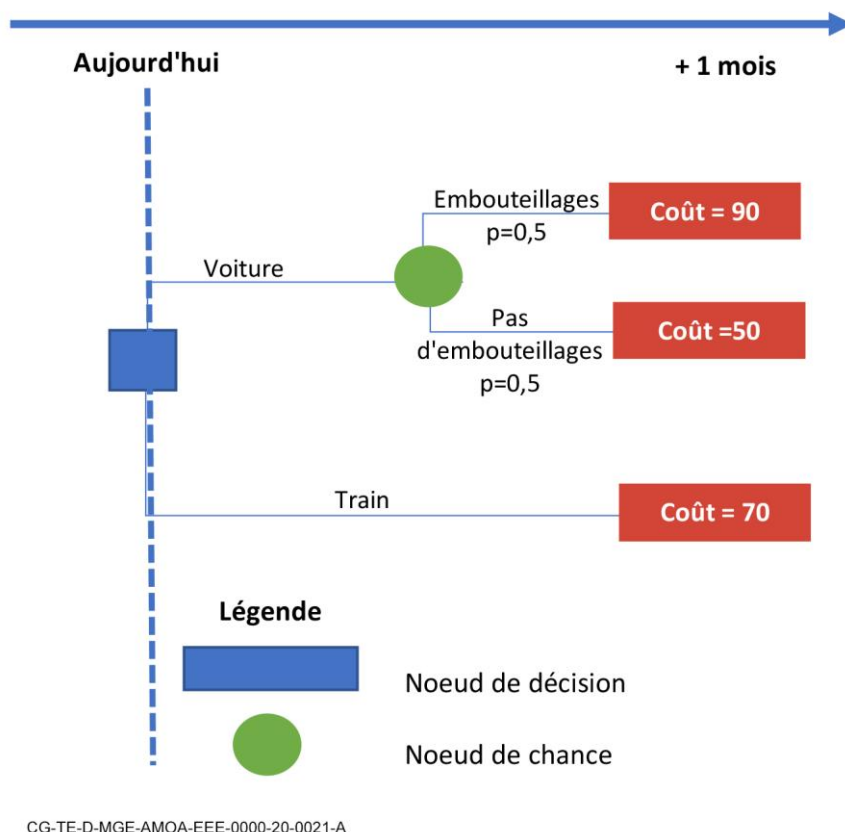 Aujourd'hui
+ 1 mois
Embouteillages
p=0,5
Coût = 90
Voiture
Pas
d'embouteillages
p=0,5
Coût =50
Train
Coût = 70
Légende
Noeud de décision
Noeud de chance
CG-TE-D-MGE-AMOA-EEE-0000-20-0021-A